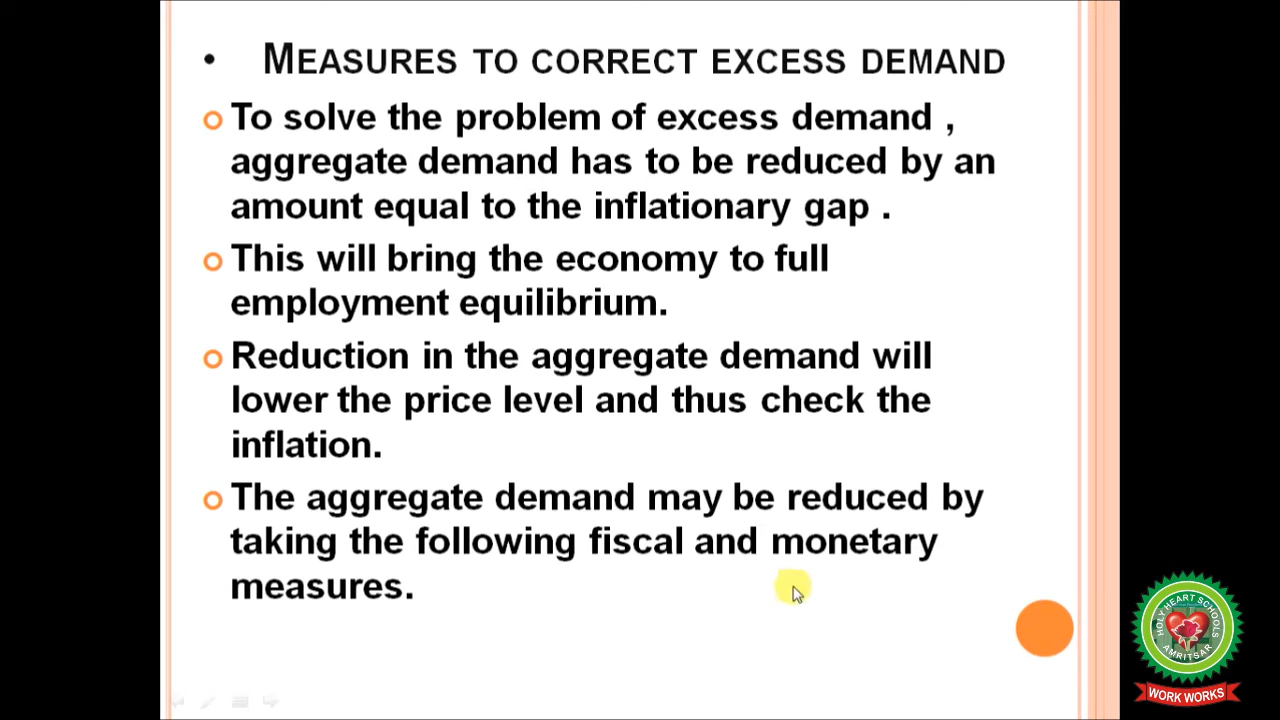 • MEASURES TO CORRECT EXCESS DEMAND
To solve the problem of excess demand ,
aggregate demand has to be reduced by an
amount equal to the inflationary gap .
This will bring the economy to full
employment equilibrium.
Reduction in the aggregate demand will
lower the price level and thus check the
inflation.
The aggregate demand may be reduced by
taking the following fiscal and monetary
measures.
HOLY HEART SCHOOLS
AMRITSAR
WORK WORKS